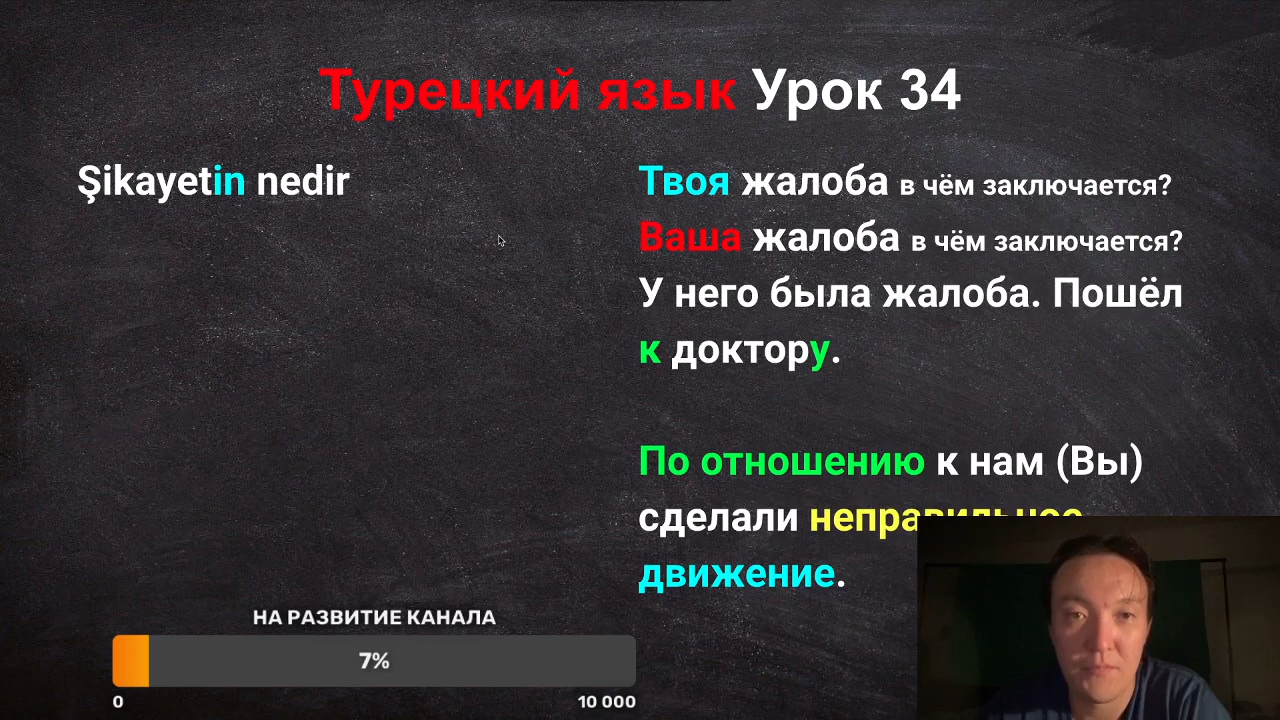 Турецкий язык Урок 34
Şikayetin nedir
Твоя жалоба в чём заключается?
Ваша жалоба в чём заключается?
У него была жалоба. Пошёл
к доктору.
По отношению к нам (Вы)
сделали неправильное
движение.
НА РАЗВИТИЕ КАНАЛА
7%
0 10 000